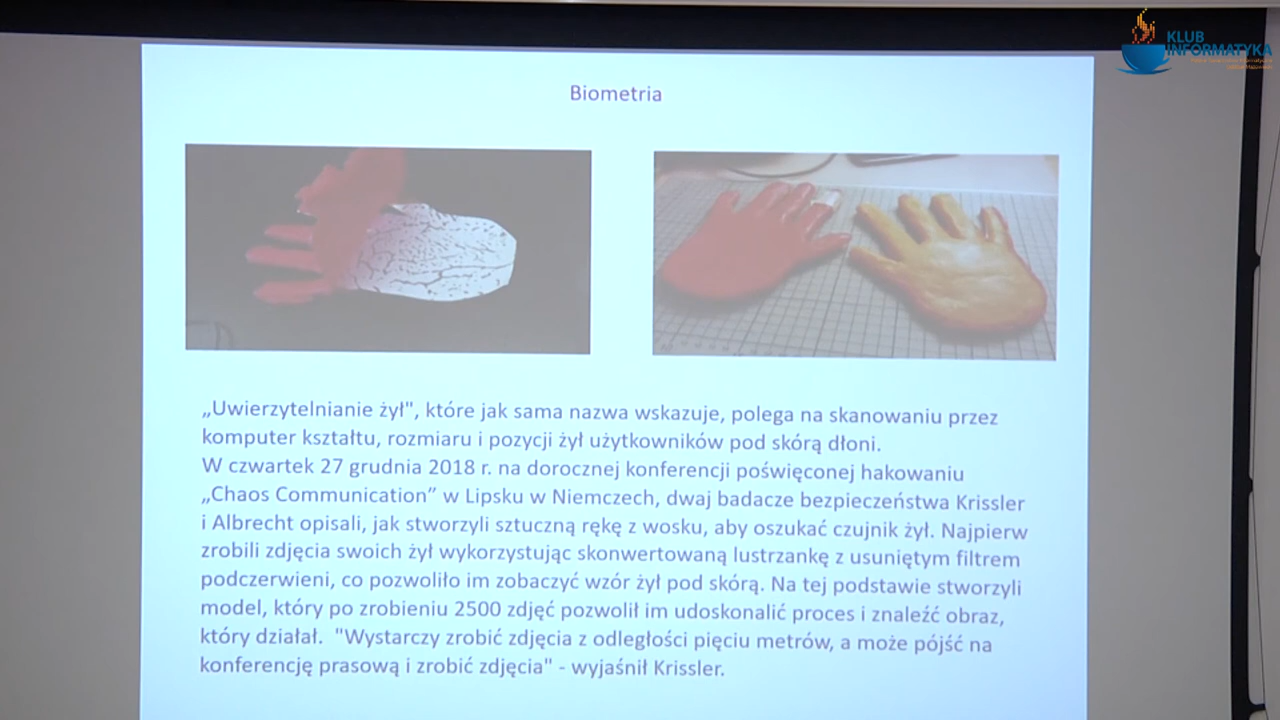 KLUB
INFORMATYKA
Biometria
„Uwierzytelnianie żył", które jak sama nazwa wskazuje, polega na skanowaniu przez
komputer kształtu, rozmiaru i pozycji żył użytkowników pod skórą dłoni.
W czwartek 27 grudnia 2018 r. na dorocznej konferencji poświęconej hakowaniu
„Chaos Communication” w Lipsku w Niemczech, dwaj badacze bezpieczeństwa Krissler
i Albrecht opisali, jak stworzyli sztuczną rękę z wosku, aby oszukać czujnik żył. Najpierw
zrobili zdjęcia swoich żył wykorzystując skonwertowaną lustrzankę z usuniętym filtrem
podczerwieni, co pozwoliło im zobaczyć wzór żył pod skórą. Na tej podstawie stworzyli
model, który po zrobieniu 2500 zdjęć pozwolił im udoskonalić proces i znaleźć obraz,
który działał. "Wystarczy zrobić zdjęcia z odległości pięciu metrów, a może pójść na
konferencję prasową i zrobić zdjęcia" - wyjaśnił Krissler.